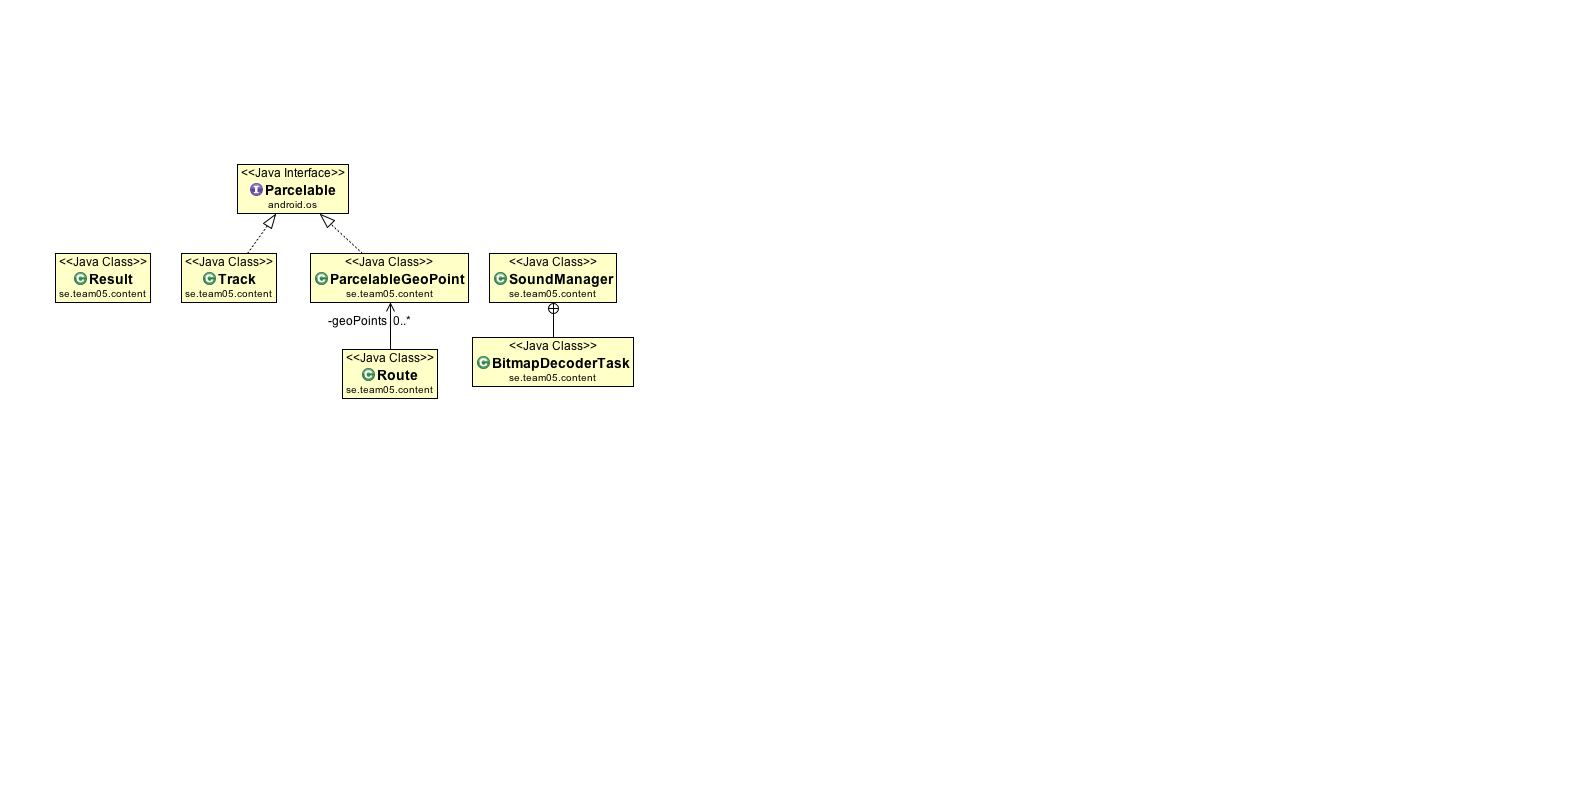 <<Java Interface>>
Parcelable
android.os
<<Java Class>>
Result
se.team05.content
<<Java Class>>
Track
se.team05.content
<<Java Class>>
ParcelableGeoPoint
se.team05.content
<<Java Class>>
SoundManager
se.team05.content
-geoPoints 0..*
<<Java Class>>
Route
se.team05.content
<<Java Class>>
BitmapDecoderTask
se.team05.content